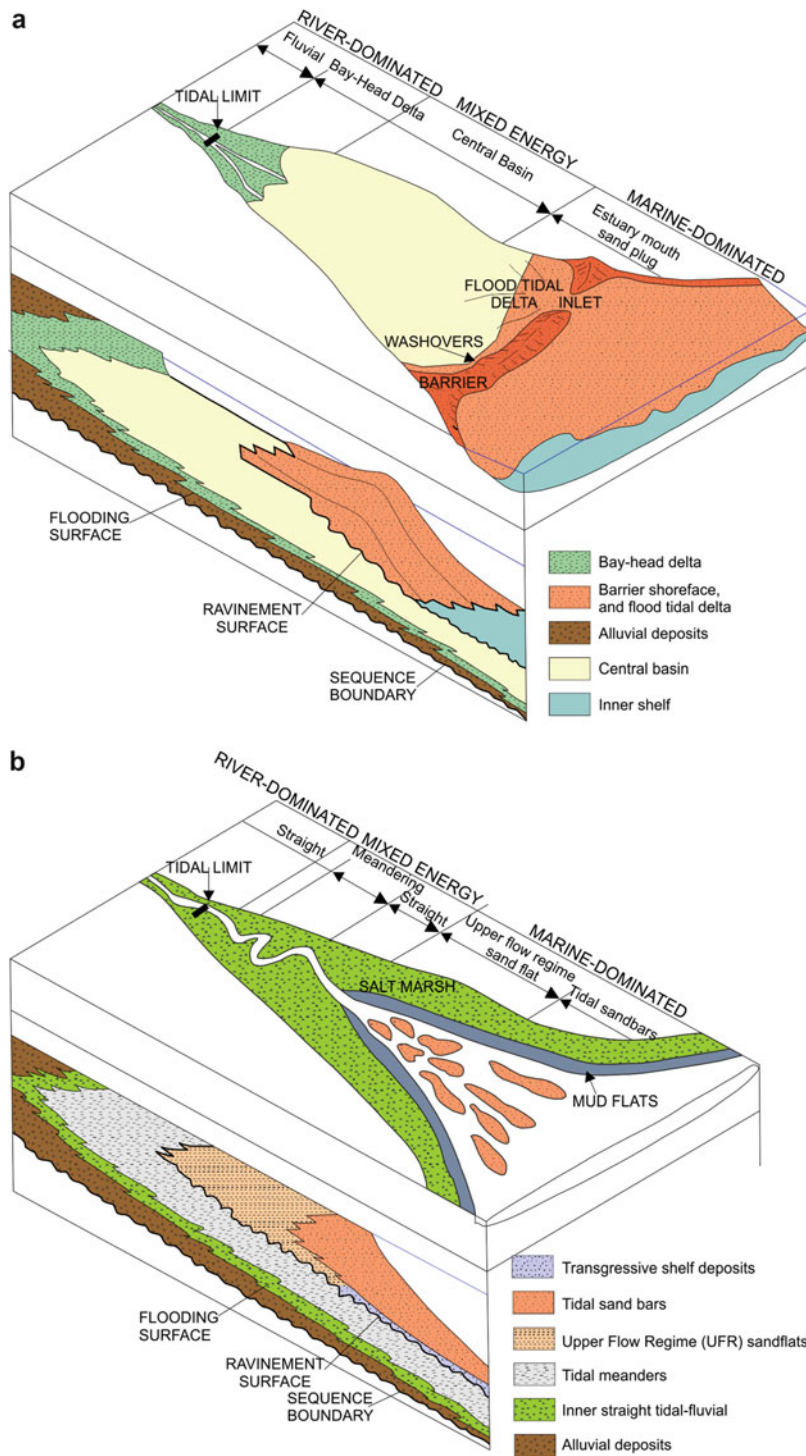 a
RIVER-DOMINATED
MIXED ENERGY
MARINE-DOMINATED
Fluvial
Bay-Head Delta
Central Basin
Estuary mouth
sand plug
TIDAL LIMIT
FLOOD TIDAL
DELTA
INLET
WASHOVERS
BARRIER
FLOODING
SURFACE
RAVINEMENT
SURFACE
SEQUENCE
BOUNDARY
Bay-head delta
Barrier shoreface,
and flood tidal delta
Alluvial deposits
Central basin
Inner shelf
b
RIVER-DOMINATED
MIXED ENERGY
MARINE-DOMINATED
Straight
Meandering
Straight
Upper flow regime
sand flat
Tidal sandbars
TIDAL LIMIT
SALT MARSH
MUD FLATS
FLOODING
SURFACE
RAVINEMENT
SURFACE
SEQUENCE
BOUNDARY
Transgressive shelf deposits
Tidal sand bars
Upper Flow Regime (UFR) sandflats
Tidal meanders
Inner straight tidal-fluvial
Alluvial deposits